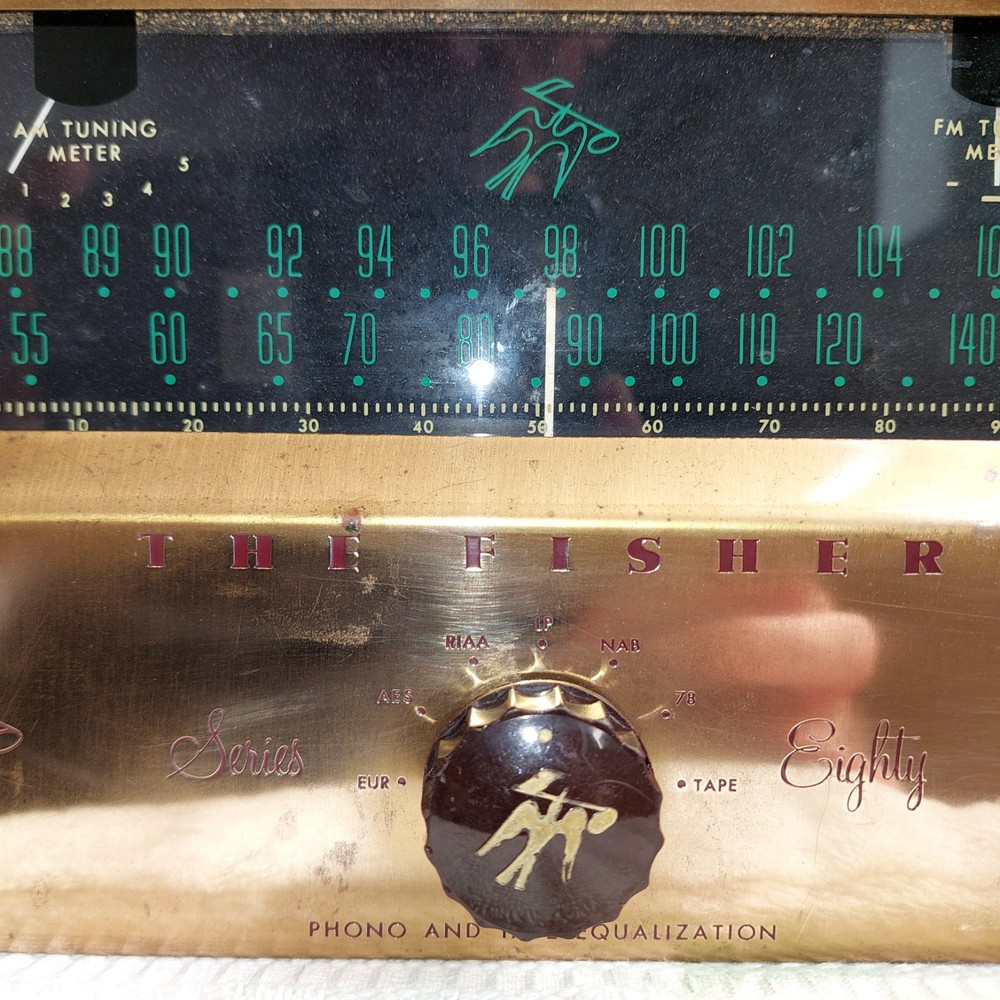 AM TUNING
METER
FM
1 2 3 4 5
-
88 89 90 92 94 96 98 100 102 104
55 60 65 70 80 90 100 110 120 140
10 20 30 40 50 60 70 80
THE FISHER
LP
RIAA NAB
AES 78
Series Eighty
EUR TAPE
PHONO AND EQUALIZATION